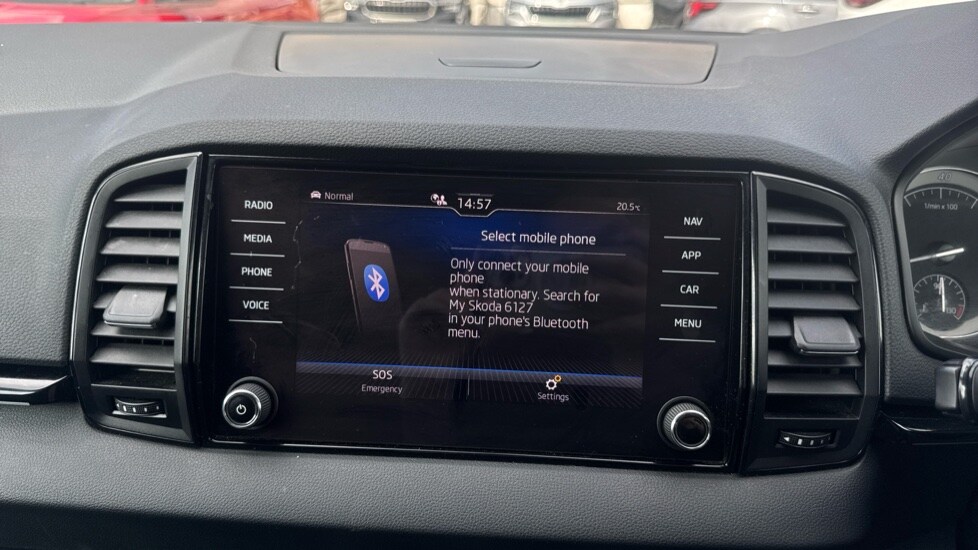 Normal
14:57
20.5°C
RADIO
MEDIA
PHONE
VOICE
Select mobile phone
Only connect your mobile
phone
when stationary. Search for
My Skoda 6127
in your phone's Bluetooth
menu.
SOS
Emergency
Settings
NAV
APP
CAR
MENU
1/min x 100